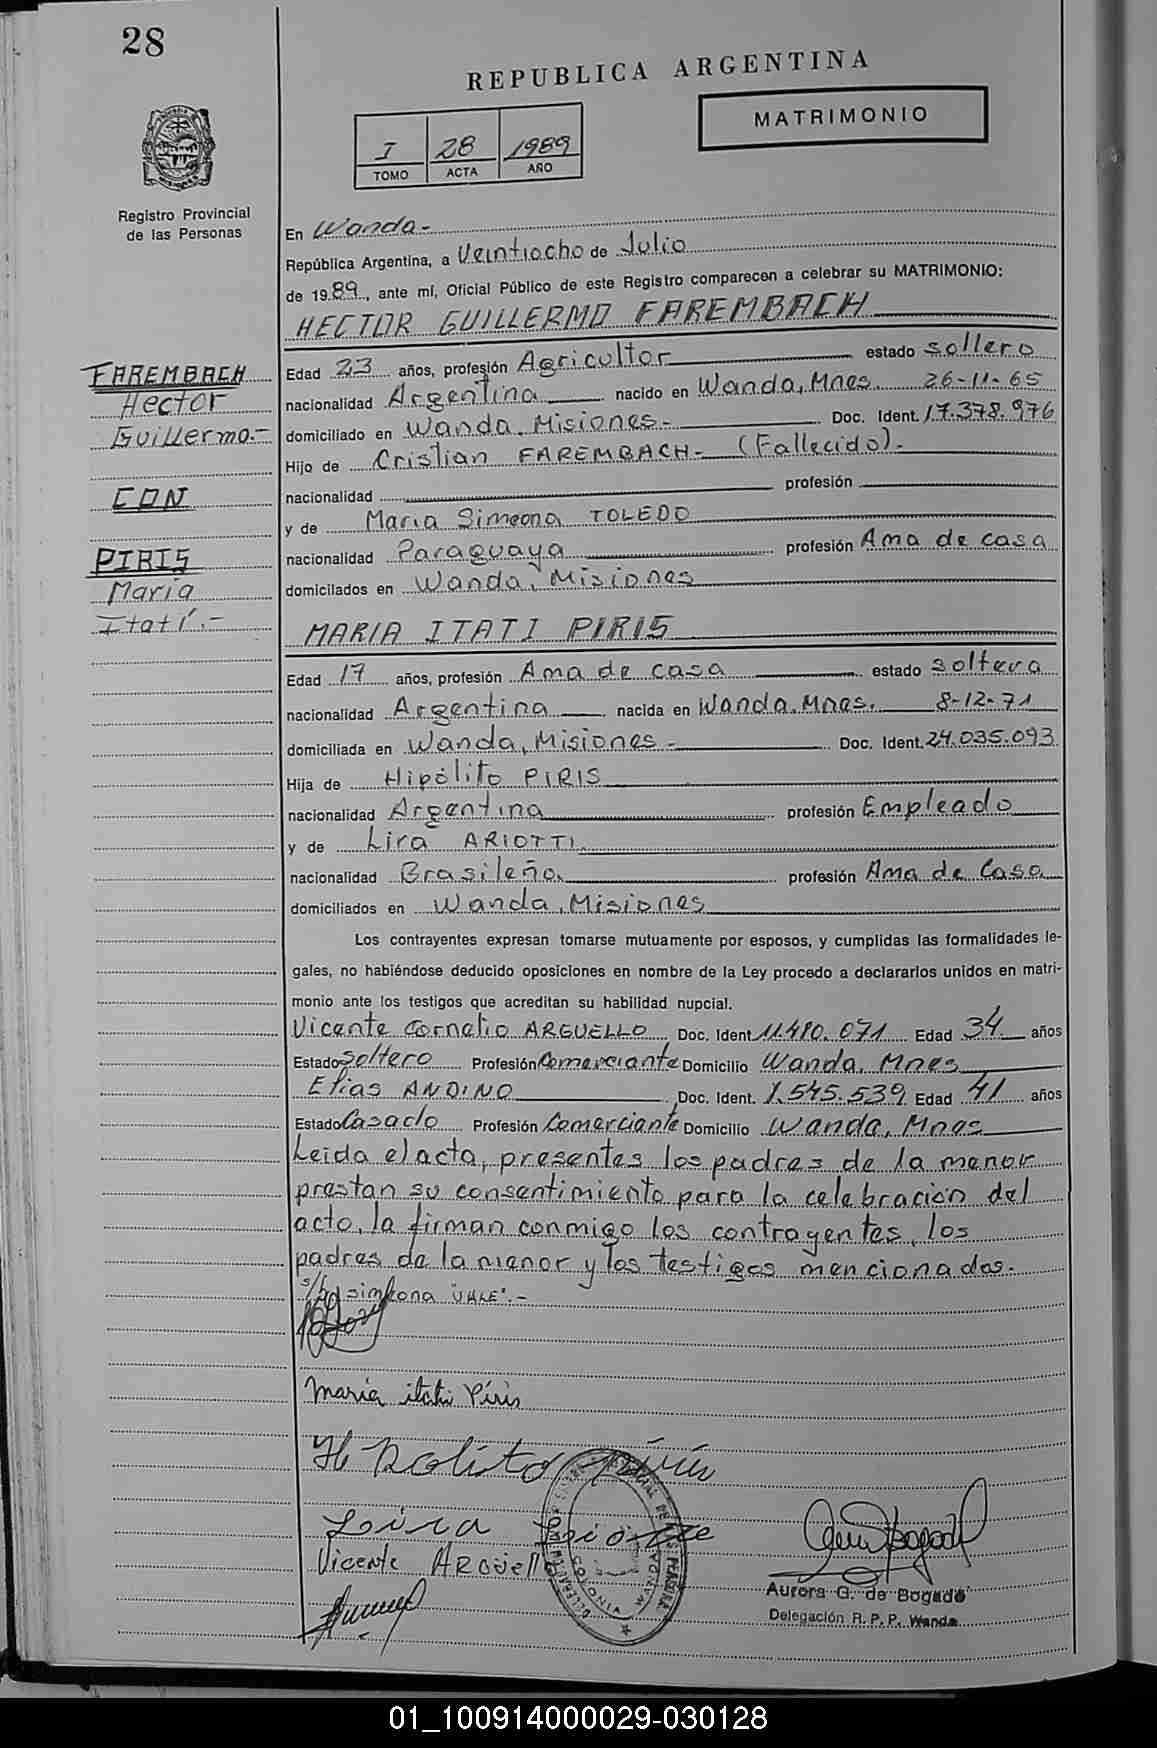 28
REPUBLICA ARGENTINA
MATRIMONIO
I 28 1989
TOMO ACTA AÑO
Registro Provincial
de las Personas
En Wanda.-
República Argentina, a Veintiocho de Julio
de 1989, ante mí, Oficial Público de este Registro comparecen a celebrar su MATRIMONIO:
HECTOR GUILLERMO FAREMBACH
Edad 23 años, profesión Agricultor estado soltero
nacionalidad Argentina nacido en Wanda, Mnes. 26-11-65
domiciliado en Wanda, Misiones.- Doc. Ident. 17.378.976
Hijo de Cristian FAREMBACH- (Fallecido).-
nacionalidad profesión
y de Maria Simeona TOLEDO
nacionalidad Paraguaya profesión Ama de casa
domicilados en Wanda, Misiones
FAREMBACH
Hector
Guillermo.-
CON
PIRIS
María
Itatí.-
MARIA ITATI PIRIS
Edad 17 años, profesión Ama de casa estado soltera
nacionalidad Argentina nacida en Wanda, Mnes. 8-12-71
domiciliada en Wanda, Misiones.- Doc. Ident. 24.035.093
Hija de Hipólito PIRIS
nacionalidad Argentina profesión Empleado
y de Lira ARIOTTI
nacionalidad Brasileña profesión Ama de Casa
domiciliados en Wanda, Misiones
Los contrayentes expresan tomarse mutuamente por esposos, y cumplidas las formalidades le-
gales, no habiéndose deducido oposiciones en nombre de la Ley procedo a declararlos unidos en matri-
monio ante los testigos que acreditan su habilidad nupcial.
Vicente Cornelio ARGUELLO Doc. Ident 11.480.071 Edad 34 años
Estado Soltero Profesión Comerciante Domicilio Wanda, Mnes
Elias ANDINO Doc. Ident. 1.545.539 Edad 41 años
Estado Casado Profesión Comerciante Domicilio Wanda, Mnes
Leida el acta, presentes los padres de la menor
prestan su consentimiento para la celebración del
acto, la firman conmigo los contrayentes, los
padres de la menor y los testigos mencionados.-
s/bg simeona "VALE".-
Maria itati Piris
Hipolito Piris
Lira
Vicente ARGüello
COLONIA WANDA
Aurora G. de Bogado
Delegación R. P. P. Wanda
01_100914000029-030128